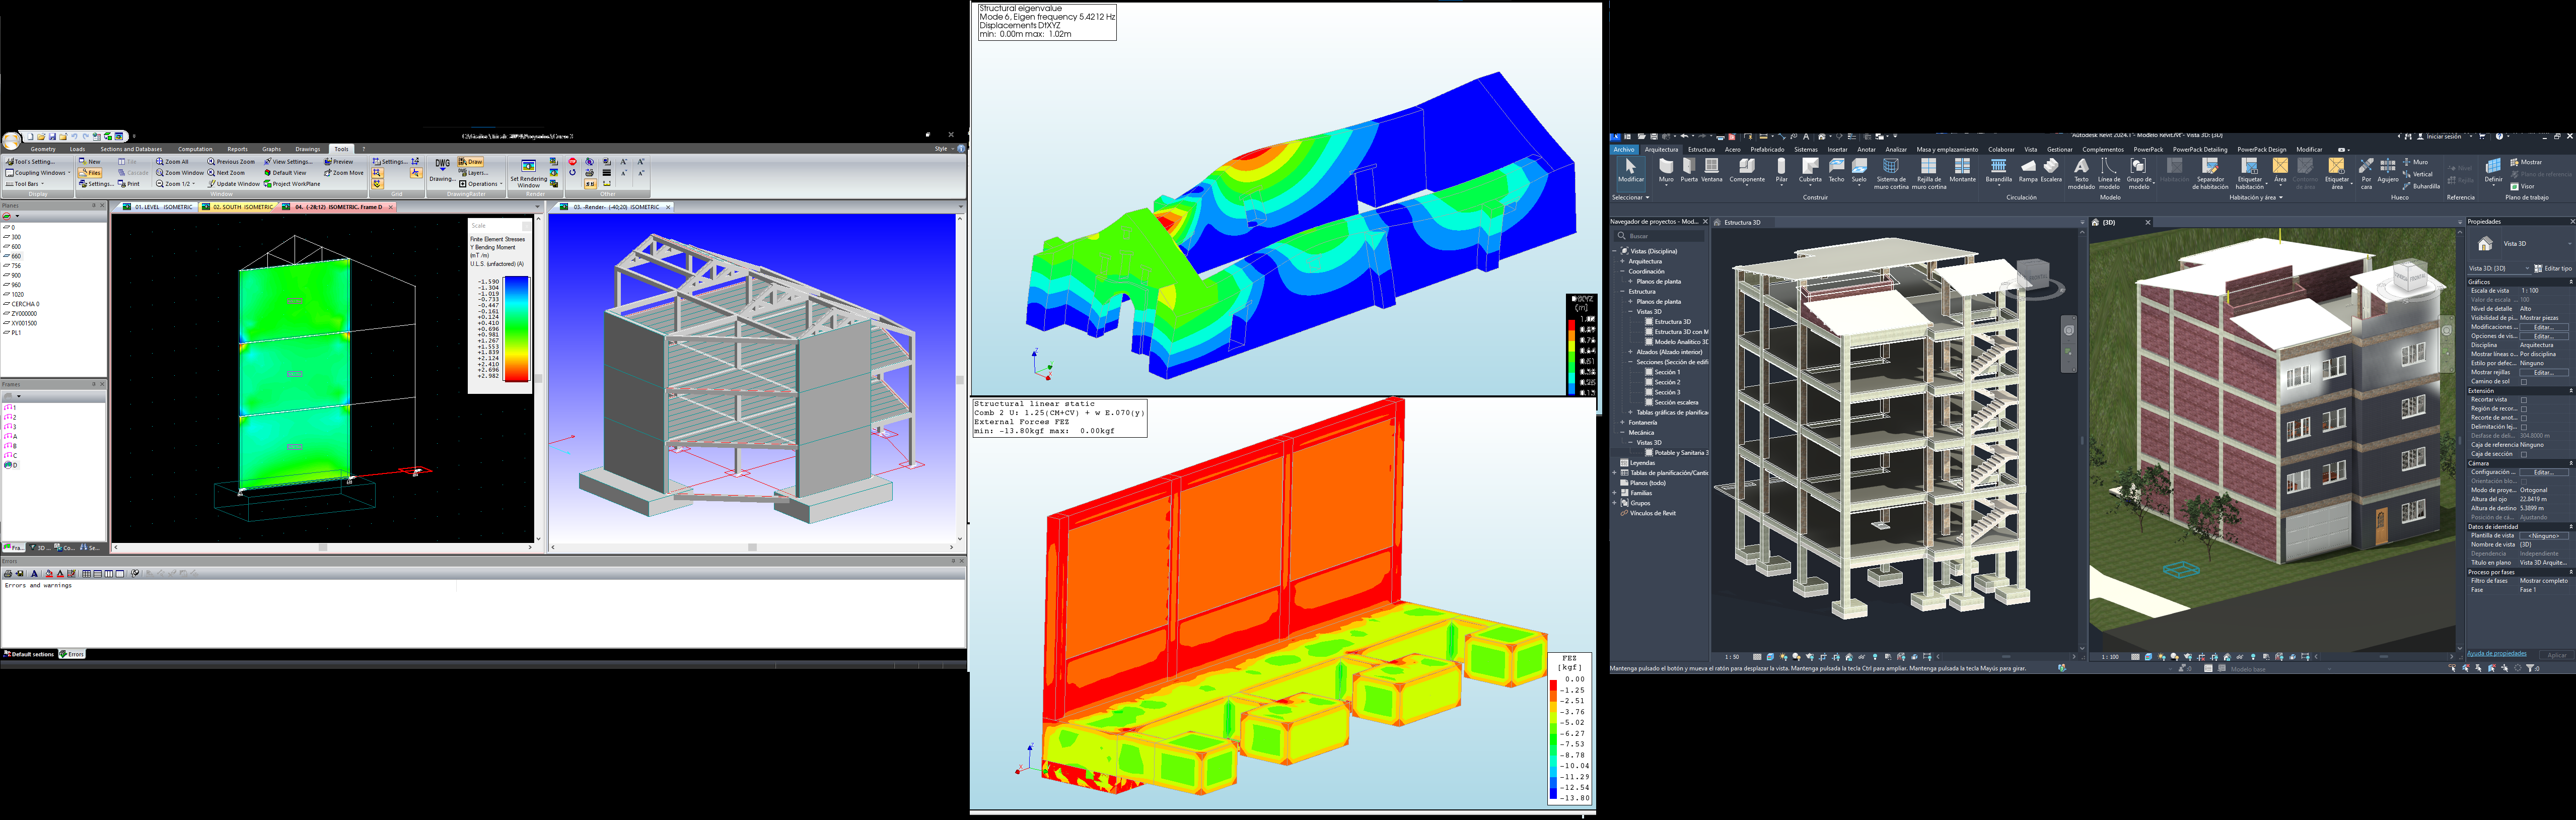 Geometry Loads Sections and Databases Computation Reports Graphs Drawings Tools Style
Tool's Setting... New Tile Zoom All Previous Zoom View Settings... Preview Settings... DWG Draw
Coupling Windows Files Cascade Zoom Window Next Zoom Default View Zoom Move Layers...
Tool Bars Settings... Print Zoom 1/2 Update Window Project WorkPlane Drawing... Operations Set Rendering Window
Display Window Grid DrawingRaster Render Other
Planes
0
300
600
660
756
900
960
1020
CERCHA 0
ZY000000
XY001500
PL1
Frames
1
2
3
A
B
C
D
Fra... 3D ... Co... Se...
01. LEVEL ISOMETRIC
02. SOUTH ISOMETRIC
04. (-28;12) ISOMETRIC, Frame D
03. -Render- (-40;20) ISOMETRIC
Scale
Finite Element Stresses
Y Bending Moment
(mT /m)
U.L.S. (unfactored) (A)
-1.590
-1.304
-1.019
-0.733
-0.447
-0.161
+0.124
+0.410
+0.696
+0.981
+1.267
+1.553
+1.839
+2.124
+2.410
+2.696
+2.982
Errors
Errors and warnings
Default sections Errors
Structural eigenvalue
Mode 6, Eigen frequency 5.4212 Hz
Displacements DtXYZ
min: 0.00m max: 1.02m
[m]
Structural linear static
Comb 2 U: 1.25(CM+CV) + w E.070(y)
External Forces FEZ
min: -13.80kgf max: 0.00kgf
FEZ
[kgf]
0.00
-1.25
-2.51
-3.76
-5.02
-6.27
-7.53
-8.78
-10.04
-11.29
-12.54
-13.80
Autodesk Revit 2024.1 - Modelo Revit.rvt - Vista 3D: {3D} Iniciar sesión
Archivo Arquitectura Estructura Acero Prefabricado Sistemas Insertar Anotar Analizar Masa y emplazamiento Colaborar Vista Gestionar Complementos PowerPack PowerPack Detailing PowerPack Design Modificar
Modificar Muro Puerta Ventana Componente Pilar Cubierta Techo Suelo Sistema de muro cortina Rejilla de muro cortina Montante Barandilla Rampa Escalera Texto modelado Línea de modelo Grupo de modelo Habitación Separador de habitación Etiquetar habitación Área Etiquetar área Por cara Agujero Muro Vertical Buhardilla Definir Mostrar Plano de referencia Visor
Seleccionar Construir Circulación Modelo Habitación y área Hueco Referencia Plano de trabajo
Navegador de proyectos - Mod...
Buscar
Vistas (Disciplina)
Arquitectura
Coordinación
Planos de planta
Estructura
Planos de planta
Vistas 3D
Estructura 3D
Estructura 3D con M
Modelo Analítico 3D
Alzados (Alzado interior)
Secciones (Sección de edifi
Sección 1
Sección 2
Sección 3
Sección escalera
Tablas gráficas de planifica
Fontanería
Mecánica
Vistas 3D
Potable y Sanitaria 3
Leyendas
Tablas de planificación/Canti
Planos (todo)
Familias
Grupos
Vínculos de Revit
Estructura 3D
{3D}
1 : 50
1 : 100
Propiedades
Vista 3D
Vista 3D: {3D} Editar tipo
Gráficos
Escala de vista 1 : 100
Valor de escala ... 100
Nivel de detalle Alto
Visibilidad de pi... Mostrar piezas
Modificaciones ... Editar...
Opciones de vis... Editar...
Disciplina Arquitectura
Mostrar líneas o... Por disciplina
Estilo por defec... Ninguno
Mostrar rejillas Editar...
Camino de sol
Extensión
Recortar vista
Región de recor...
Recorte de anot...
Delimitación lej...
Desfase de deli... 304.8000 m
Caja de referencia Ninguno
Caja de sección
Cámara
Configuración ... Editar...
Orientación blo...
Modo de proye... Ortogonal
Altura del ojo 22.8419 m
Altura de destino 5.3899 m
Posición de cá... Ajustando
Datos de identidad
Plantilla de vista <Ninguno>
Nombre de vista {3D}
Dependencia Independiente
Título en plano Vista 3D Arquite...
Proceso por fases
Filtro de fases Mostrar completo
Fase Fase 1
Ayuda de propiedades Aplicar
Mantenga pulsado el botón y mueva el ratón para desplazar la vista. Mantenga pulsada la tecla Ctrl para ampliar. Mantenga pulsada la tecla Mayús para girar.
Modelo base